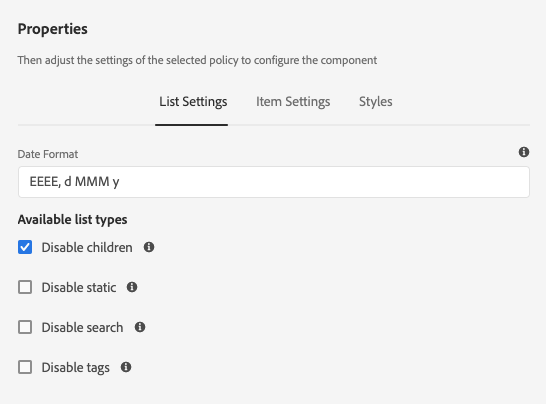 Properties
Then adjust the settings of the selected policy to configure the component
List Settings Item Settings Styles
Date Format
EEEE, d MMM y
Available list types
Disable children
Disable static
Disable search
Disable tags